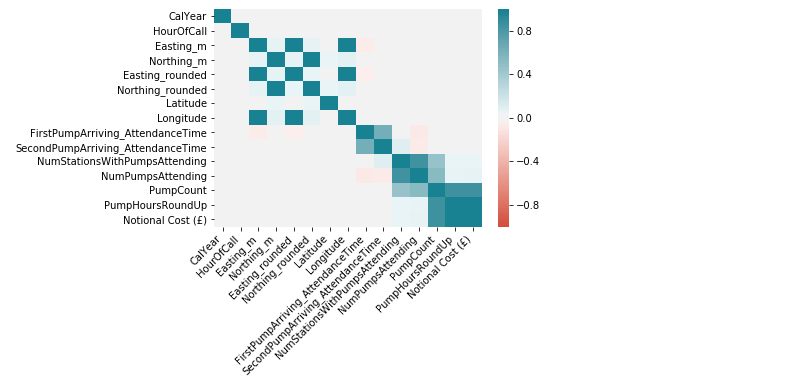 CalYear
HourOfCall
Easting_m
Northing_m
Easting_rounded
Northing_rounded
Latitude
Longitude
FirstPumpArriving_AttendanceTime
SecondPumpArriving_AttendanceTime
NumStationsWithPumpsAttending
NumPumpsAttending
PumpCount
PumpHoursRoundUp
Notional Cost (£)
0.8
0.4
0.0
−0.4
−0.8
CalYear
HourOfCall
Easting_m
Northing_m
Easting_rounded
Northing_rounded
Latitude
Longitude
FirstPumpArriving_AttendanceTime
SecondPumpArriving_AttendanceTime
NumStationsWithPumpsAttending
NumPumpsAttending
PumpCount
PumpHoursRoundUp
Notional Cost (£)